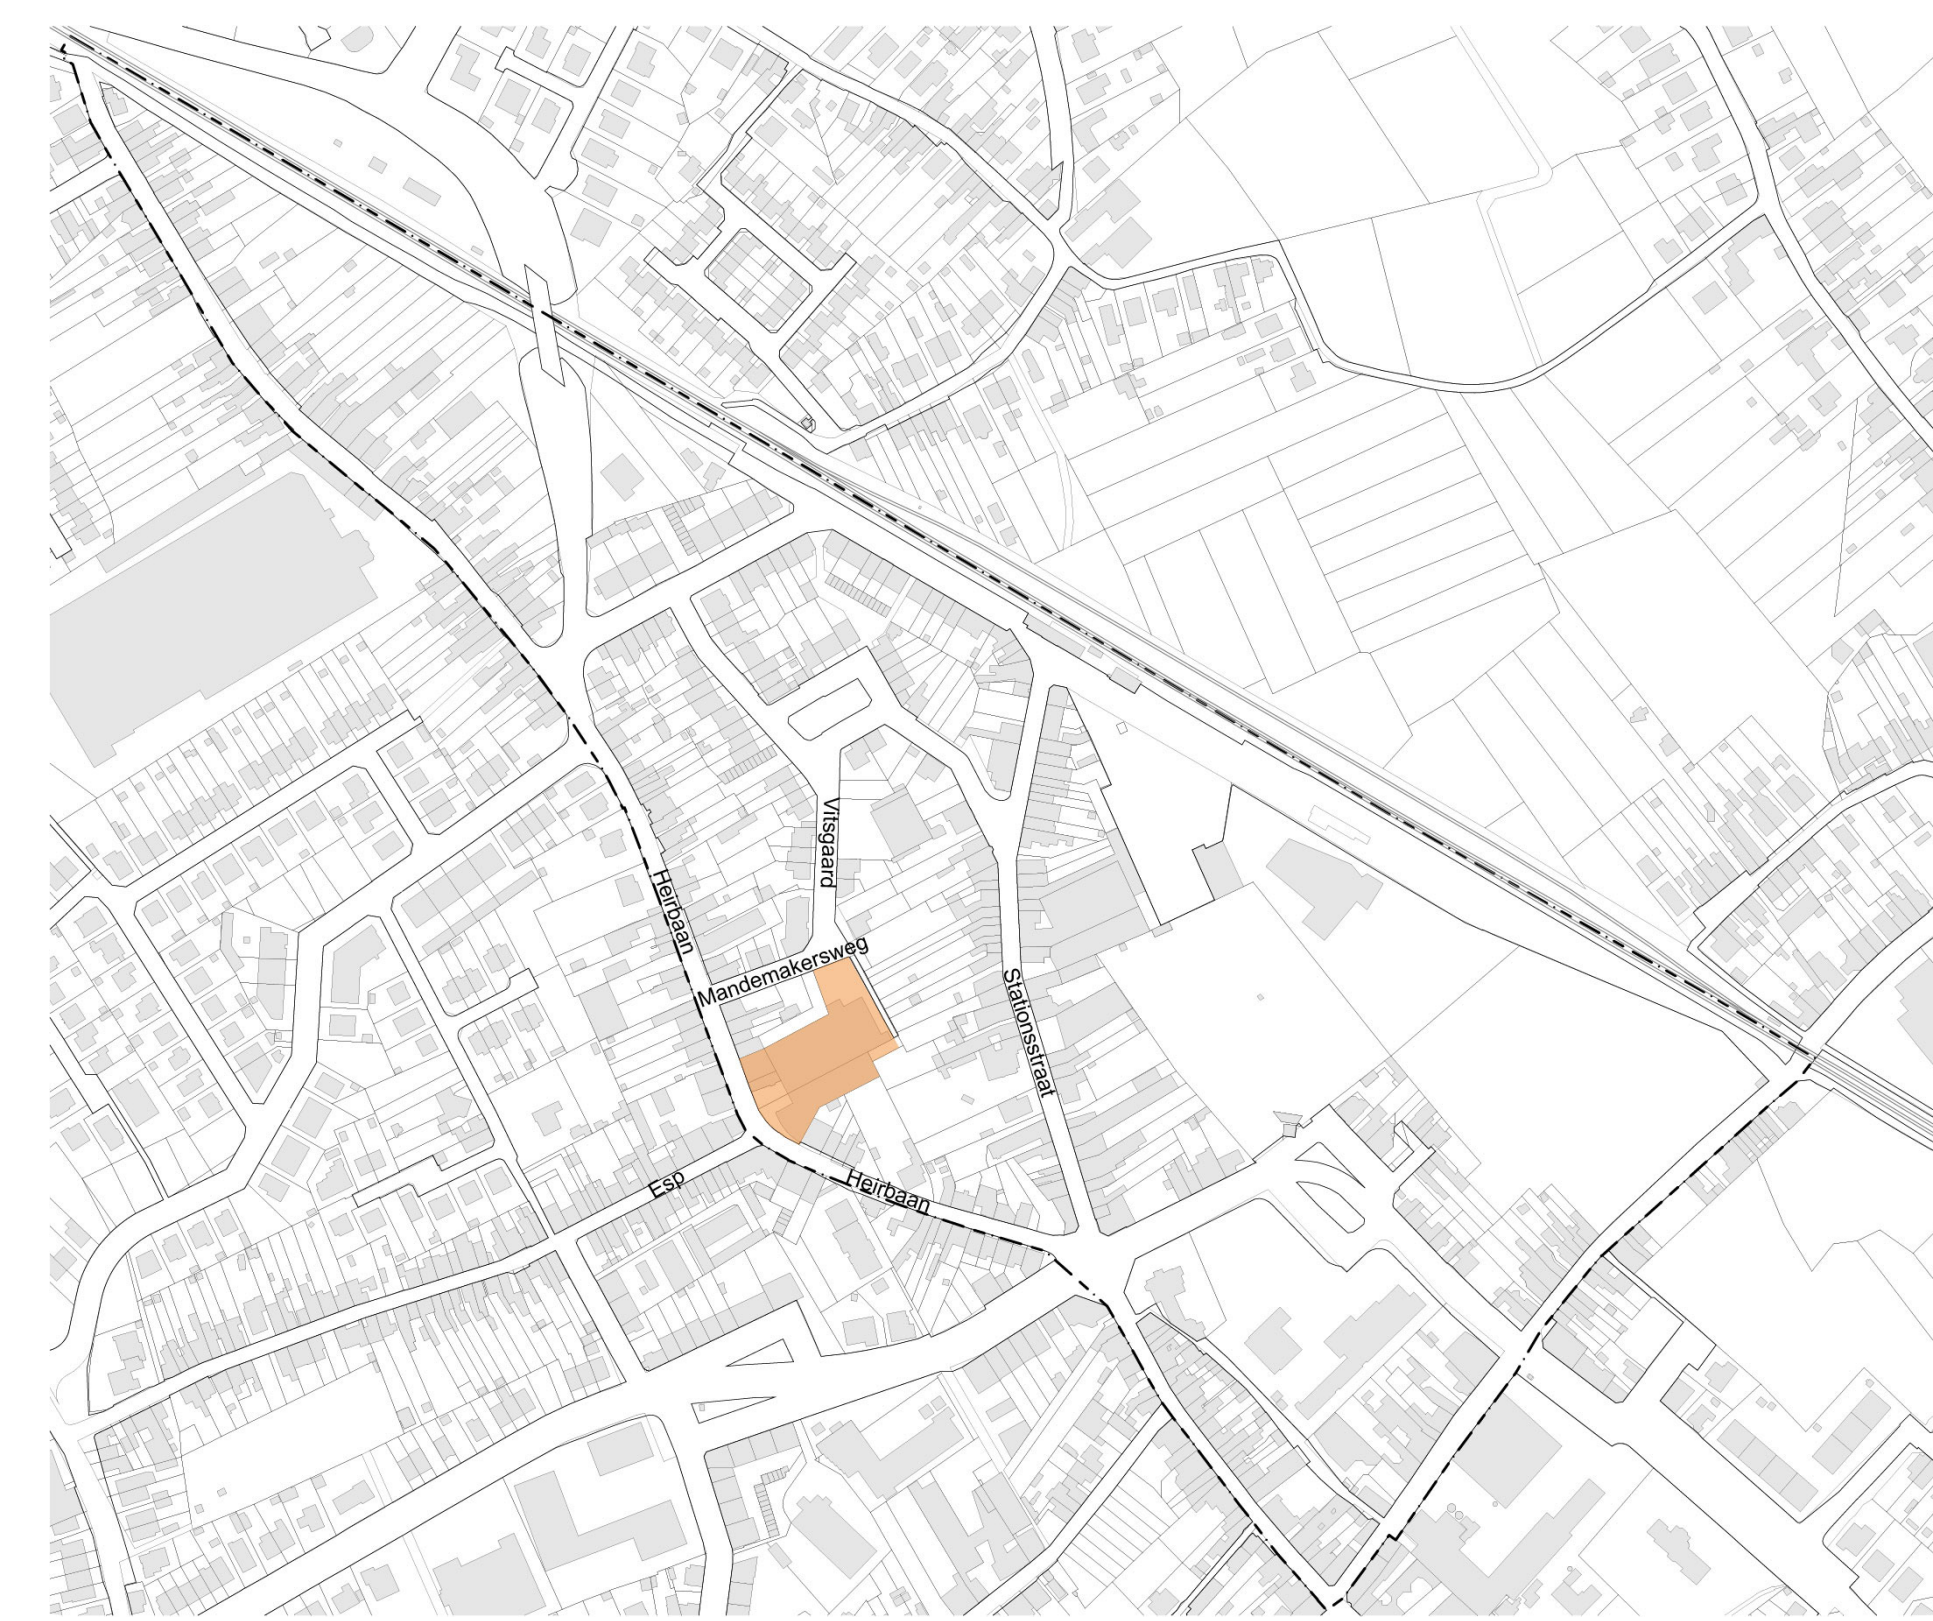 Vitsgaard
Heirbaan
Mandemakersweg
Stationsstraat
Esp
Heirbaan